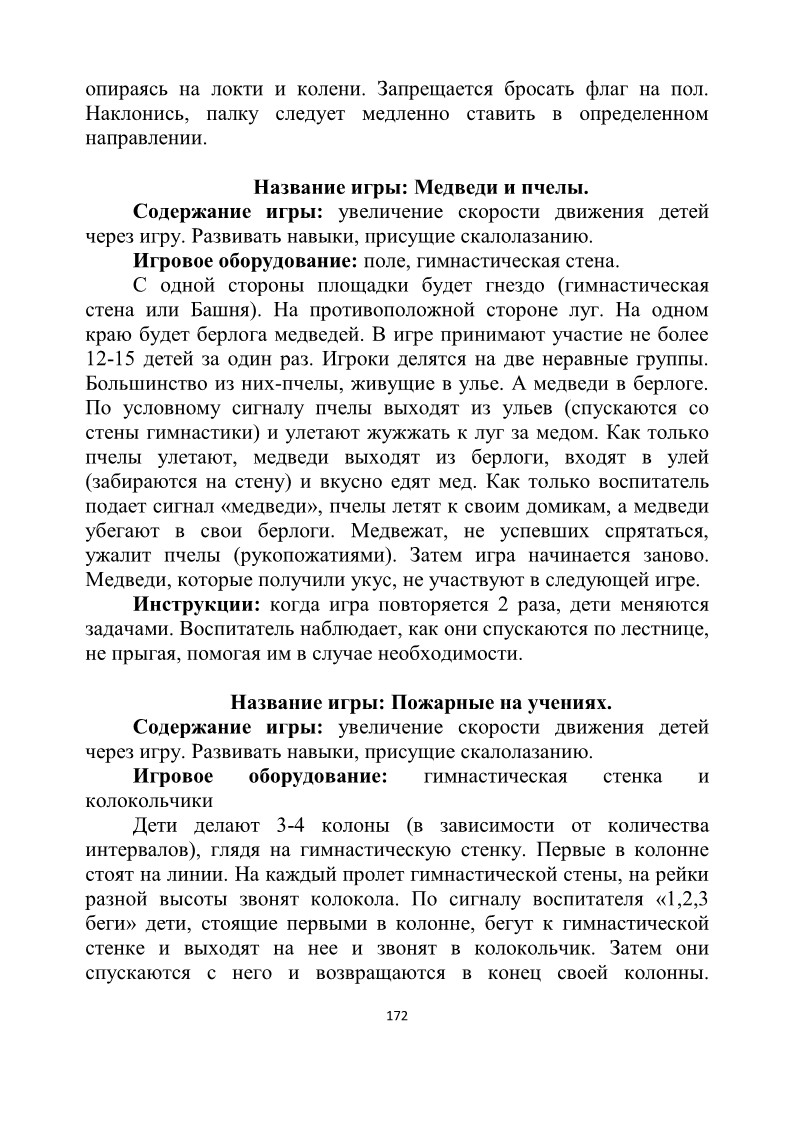 опираясь на локти и колени. Запрещается бросать флаг на пол.
Наклонись, палку следует медленно ставить в определенном
направлении.
Название игры: Медведи и пчелы.
Содержание игры: увеличение скорости движения детей
через игру. Развивать навыки, присущие скалолазанию.
Игровое оборудование: поле, гимнастическая стена.
С одной стороны площадки будет гнездо (гимнастическая
стена или Башня). На противоположной стороне луг. На одном
краю будет берлога медведей. В игре принимают участие не более
12-15 детей за один раз. Игроки делятся на две неравные группы.
Большинство из них-пчелы, живущие в улье. А медведи в берлоге.
По условному сигналу пчелы выходят из ульев (спускаются со
стены гимнастики) и улетают жужжать к луг за медом. Как только
пчелы улетают, медведи выходят из берлоги, входят в улей
(забираются на стену) и вкусно едят мед. Как только воспитатель
подает сигнал «медведи», пчелы летят к своим домикам, а медведи
убегают в свои берлоги. Медвежат, не успевших спрятаться,
ужалит пчелы (рукопожатиями). Затем игра начинается заново.
Медведи, которые получили укус, не участвуют в следующей игре.
Инструкции: когда игра повторяется 2 раза, дети меняются
задачами. Воспитатель наблюдает, как они спускаются по лестнице,
не прыгая, помогая им в случае необходимости.
Название игры: Пожарные на учениях.
Содержание игры: увеличение скорости движения детей
через игру. Развивать навыки, присущие скалолазанию.
Игровое оборудование: гимнастическая стенка и
колокольчики
Дети делают 3-4 колоны (в зависимости от количества
интервалов), глядя на гимнастическую стенку. Первые в колонне
стоят на линии. На каждый пролет гимнастической стены, на рейки
разной высоты звонят колокола. По сигналу воспитателя «1,2,3
беги» дети, стоящие первыми в колонне, бегут к гимнастической
стенке и выходят на нее и звонят в колокольчик. Затем они
спускаются с него и возвращаются в конец своей колонны.
172